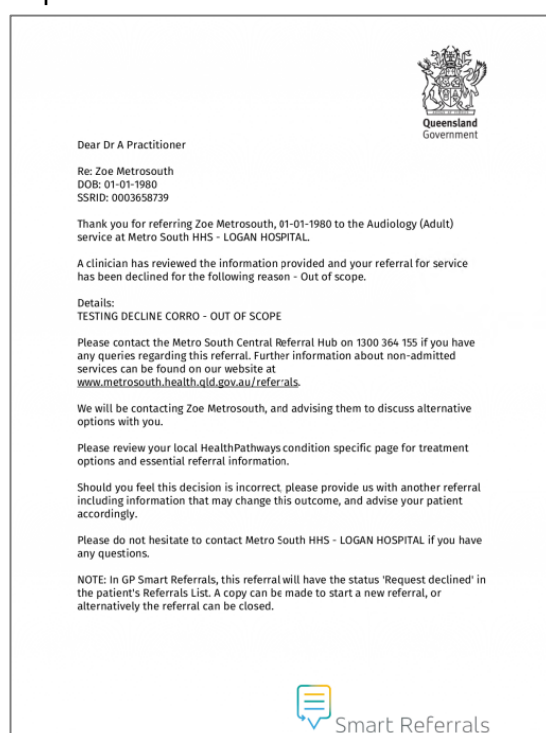 Queensland
Government
Dear Dr A Practitioner
Re: Zoe Metrosouth
DOB: 01-01-1980
SSRID: 0003658739
Thank you for referring Zoe Metrosouth, 01-01-1980 to the Audiology (Adult)
service at Metro South HHS - LOGAN HOSPITAL.
A clinician has reviewed the information provided and your referral for service
has been declined for the following reason - Out of scope.
Details:
TESTING DECLINE CORRO - OUT OF SCOPE
Please contact the Metro South Central Referral Hub on 1300 364 155 if you have
any queries regarding this referral. Further information about non-admitted
services can be found on our website at
www.metrosouth.health.qld.gov.au/referrals.
We will be contacting Zoe Metrosouth, and advising them to discuss alternative
options with you.
Please review your local HealthPathways condition specific page for treatment
options and essential referral information.
Should you feel this decision is incorrect, please provide us with another referral
including information that may change this outcome, and advise your patient
accordingly.
Please do not hesitate to contact Metro South HHS - LOGAN HOSPITAL if you have
any questions.
NOTE: In GP Smart Referrals, this referral will have the status 'Request declined' in
the patient's Referrals List. A copy can be made to start a new referral, or
alternatively the referral can be closed.
Smart Referrals